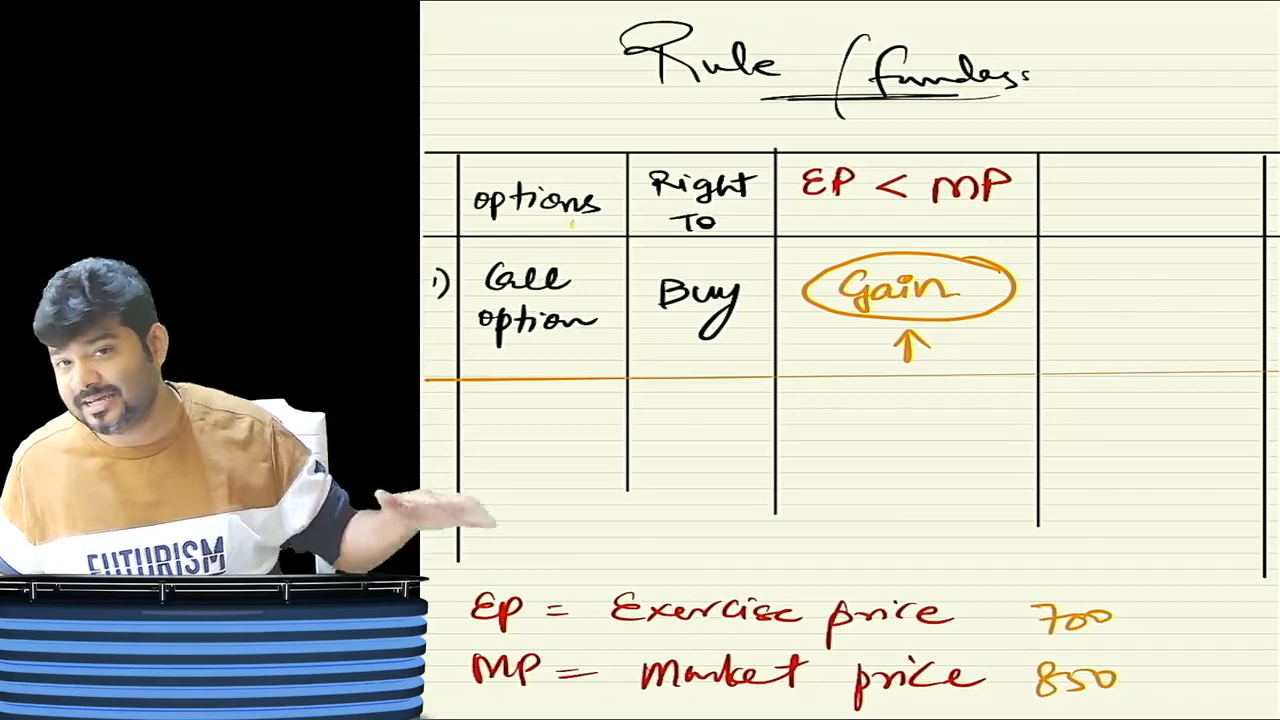 Rule / fundas:
options Right To EP < MP
1) Call option Buy Gain ↑
FUTURISM
EP = Exercise price 700
MP = Market price 850